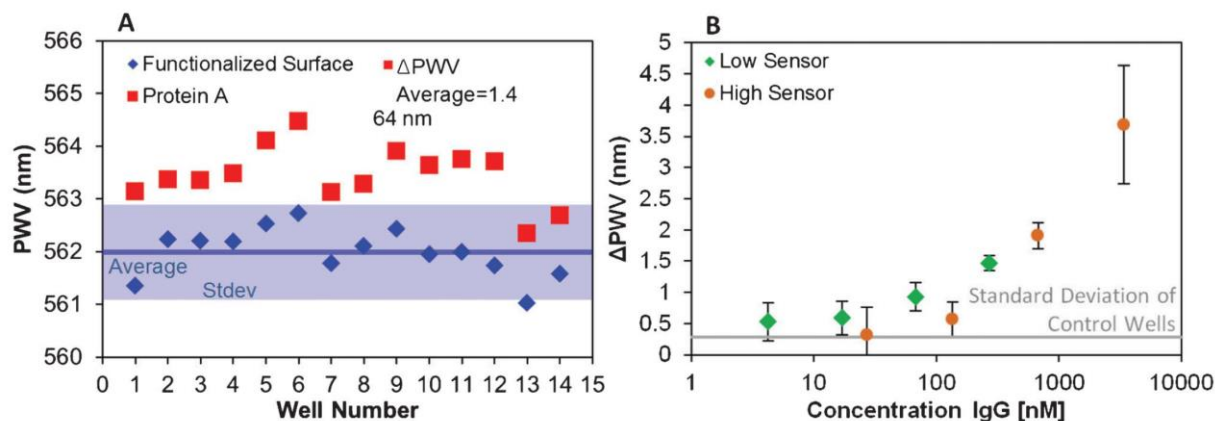 A
566
565
564
563
562
561
560
PWV (nm)
Functionalized Surface
Protein A
ΔPWV
Average=1.4
64 nm
Average
Stdev
0 1 2 3 4 5 6 7 8 9 10 11 12 13 14 15
Well Number
B
5
4.5
4
3.5
3
2.5
2
1.5
1
0.5
0
ΔPWV (nm)
Low Sensor
High Sensor
Standard Deviation of
Control Wells
1 10 100 1000 10000
Concentration IgG [nM]